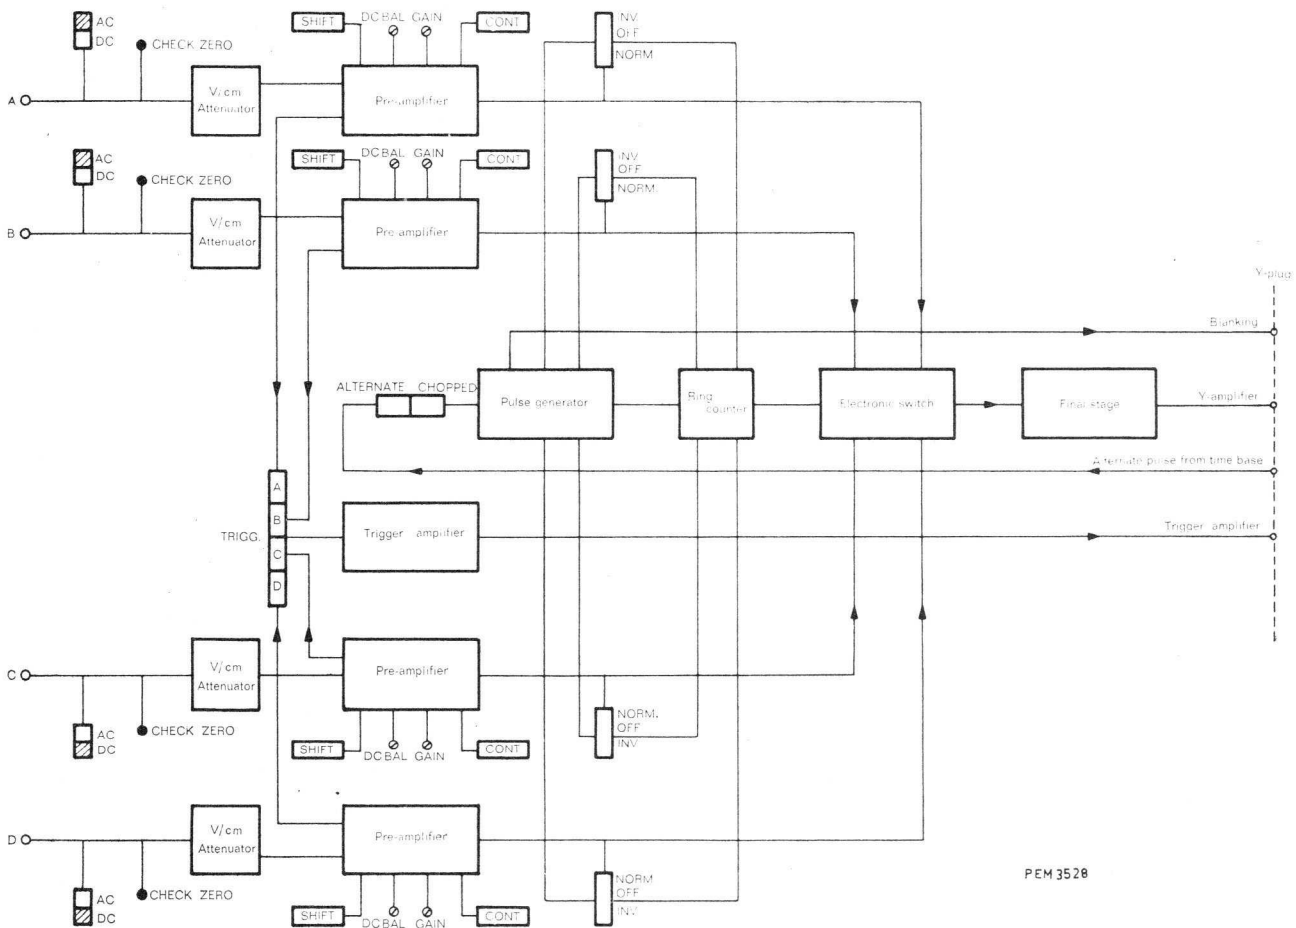 AC
DC
CHECK ZERO
SHIFT
DC BAL GAIN
CONT
INV.
OFF
NORM
A
V/cm
Attenuator
Pre-amplifier
AC
DC
CHECK ZERO
SHIFT
DC BAL GAIN
CONT
INV.
OFF
NORM.
B
V/cm
Attenuator
Pre-amplifier
Y-plug
Blanking
ALTERNATE CHOPPED
Pulse generator
Ring
counter
Electronic switch
Final stage
Y-amplifier
Alternate pulse from time base
A
B
TRIGG.
C
D
Trigger amplifier
Trigger amplifier
C
V/cm
Attenuator
Pre-amplifier
AC
DC
CHECK ZERO
SHIFT
DC BAL GAIN
CONT
NORM.
OFF
INV.
D
V/cm
Attenuator
Pre-amplifier
AC
DC
CHECK ZERO
SHIFT
DC BAL GAIN
CONT
NORM
OFF
INV.
PEM 3528